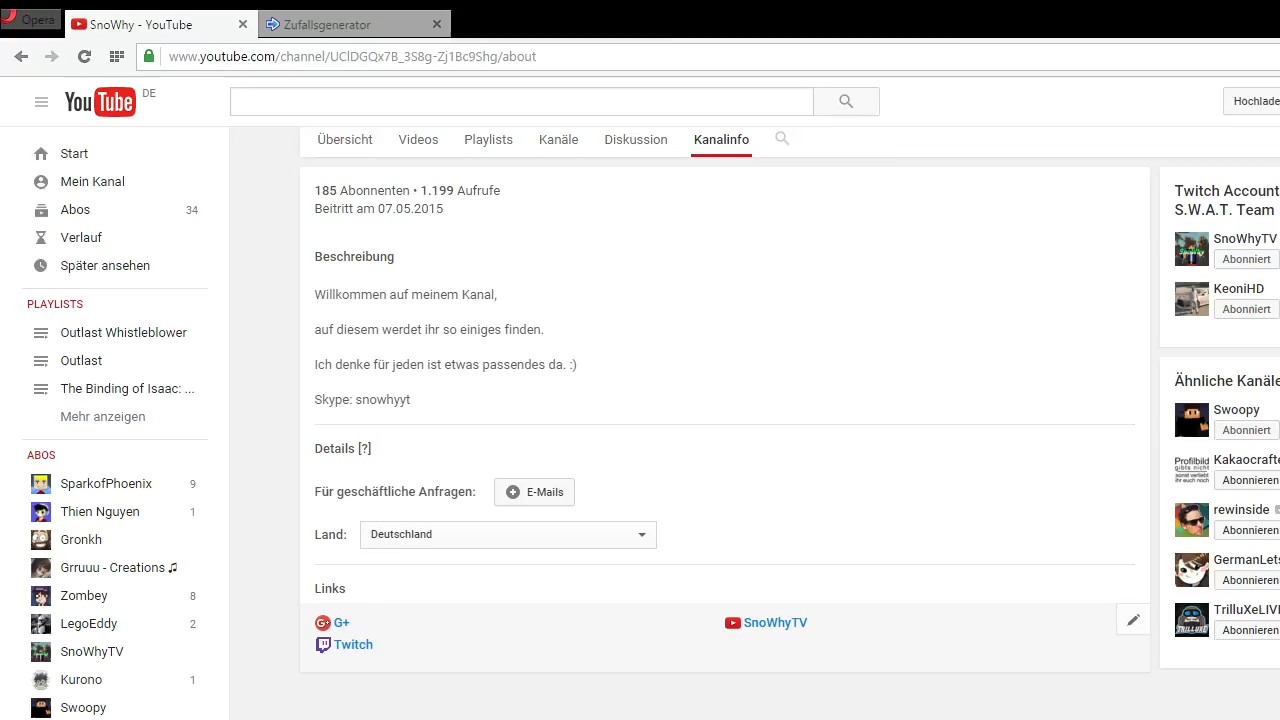 Opera
SnoWhy - YouTube
Zufallsgenerator
www.youtube.com/channel/UClDGQx7B_3S8g-Zj1Bc9Shg/about
YouTube DE
Hochlade
Übersicht Videos Playlists Kanäle Diskussion Kanalinfo
Start
Mein Kanal
Abos 34
Verlauf
Später ansehen
PLAYLISTS
Outlast Whistleblower
Outlast
The Binding of Isaac: ...
Mehr anzeigen
ABOS
SparkofPhoenix 9
Thien Nguyen 1
Gronkh
Grruuu - Creations ♫
Zombey 8
LegoEddy 2
SnoWhyTV
Kurono 1
Swoopy
185 Abonnenten • 1.199 Aufrufe
Beitritt am 07.05.2015
Beschreibung
Willkommen auf meinem Kanal,
auf diesem werdet ihr so einiges finden.
Ich denke für jeden ist etwas passendes da. :)
Skype: snowhyyt
Details [?]
Für geschäftliche Anfragen: E-Mails
Land: Deutschland
Links
G+ SnoWhyTV
Twitch
Twitch Account
S.W.A.T. Team
SnoWhyTV
Abonniert
KeoniHD
Abonniert
Ähnliche Kanäle
Swoopy
Abonniert
Profilbild
gibts nicht
Kakaocrafte
Abonnieren
rewinside
Abonnieren
GermanLets
Abonnieren
TRILLUXE
TrilluXeLIVE
Abonnieren